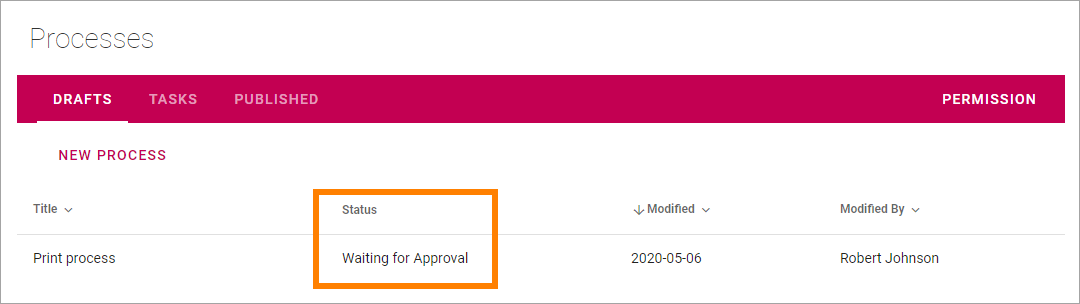 Processes
DRAFTS TASKS PUBLISHED PERMISSION
NEW PROCESS
Title Status Modified Modified By
Print process Waiting for Approval 2020-05-06 Robert Johnson